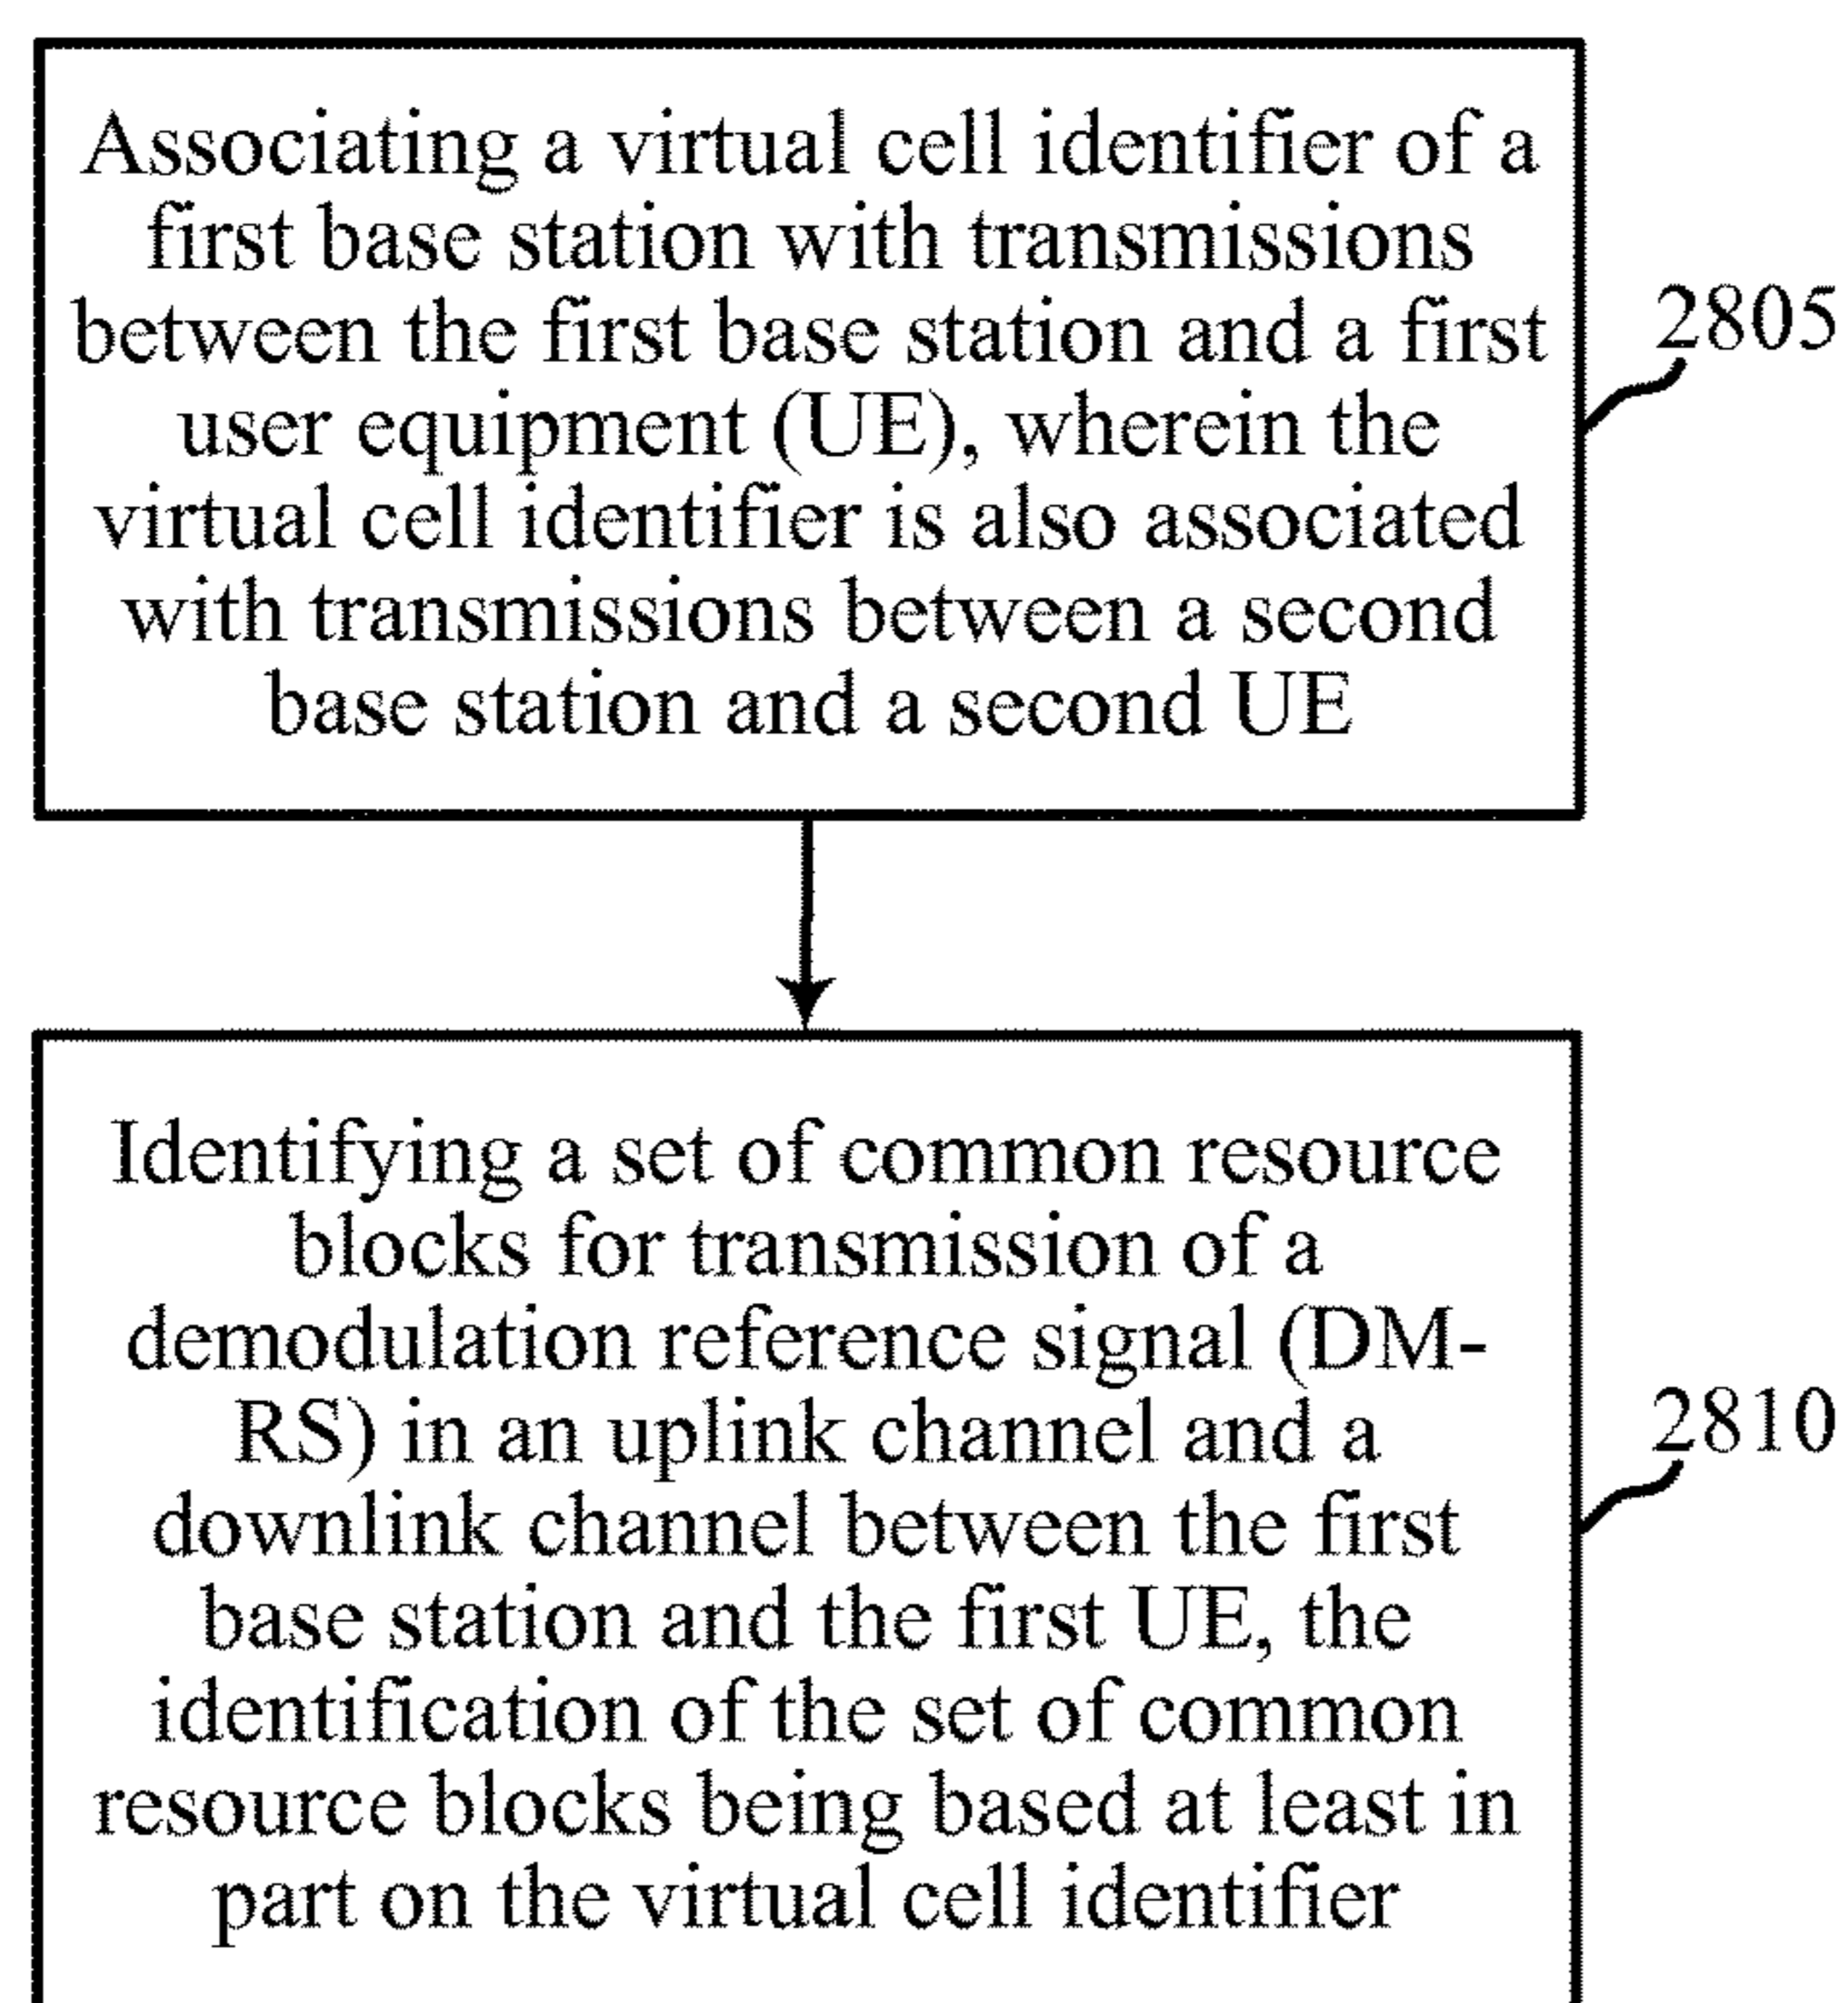 Associating a virtual cell identifier of a
first base station with transmissions
between the first base station and a first
user equipment (UE), wherein the
virtual cell identifier is also associated
with transmissions between a second
base station and a second UE
2805
Identifying a set of common resource
blocks for transmission of a
demodulation reference signal (DM-
RS) in an uplink channel and a
downlink channel between the first
base station and the first UE, the
identification of the set of common
resource blocks being based at least in
part on the virtual cell identifier
2810